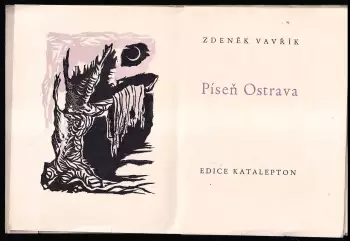 ZDENĚK VAVŘÍK
Píseň Ostrava
EDICE KATALEPTON